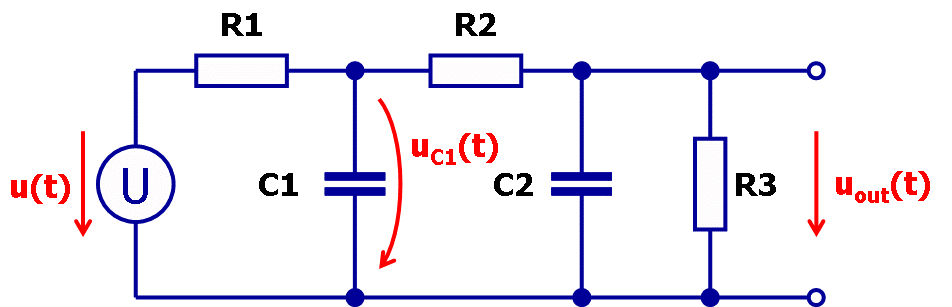 R1
R2
u(t)
U
C1
uC1(t)
C2
R3
uout(t)